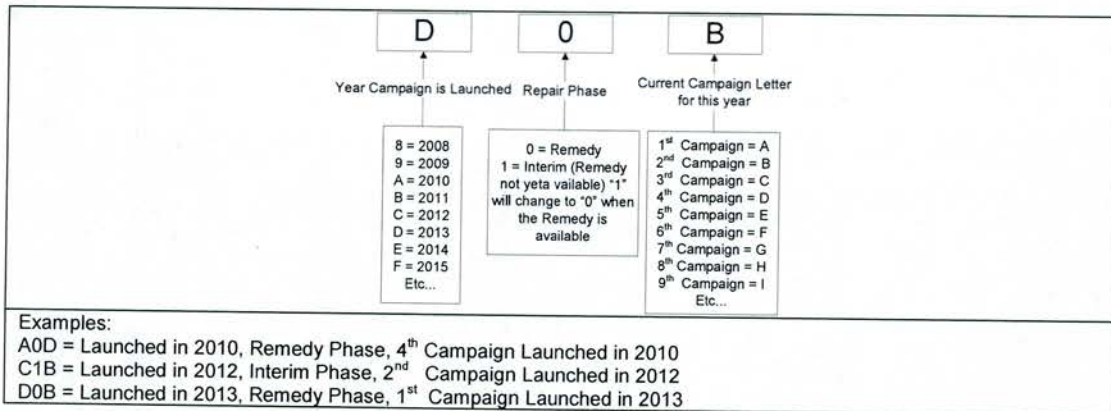 D 0 B
Year Campaign is Launched Repair Phase Current Campaign Letter
for this year
8 = 2008
9 = 2009
A = 2010
B = 2011
C = 2012
D = 2013
E = 2014
F = 2015
Etc...
0 = Remedy
1 = Interim (Remedy
not yeta vailable) "1"
will change to "0" when
the Remedy is
available
1st Campaign = A
2nd Campaign = B
3rd Campaign = C
4th Campaign = D
5th Campaign = E
6th Campaign = F
7th Campaign = G
8th Campaign = H
9th Campaign = I
Etc...
Examples:
A0D = Launched in 2010, Remedy Phase, 4th Campaign Launched in 2010
C1B = Launched in 2012, Interim Phase, 2nd Campaign Launched in 2012
D0B = Launched in 2013, Remedy Phase, 1st Campaign Launched in 2013